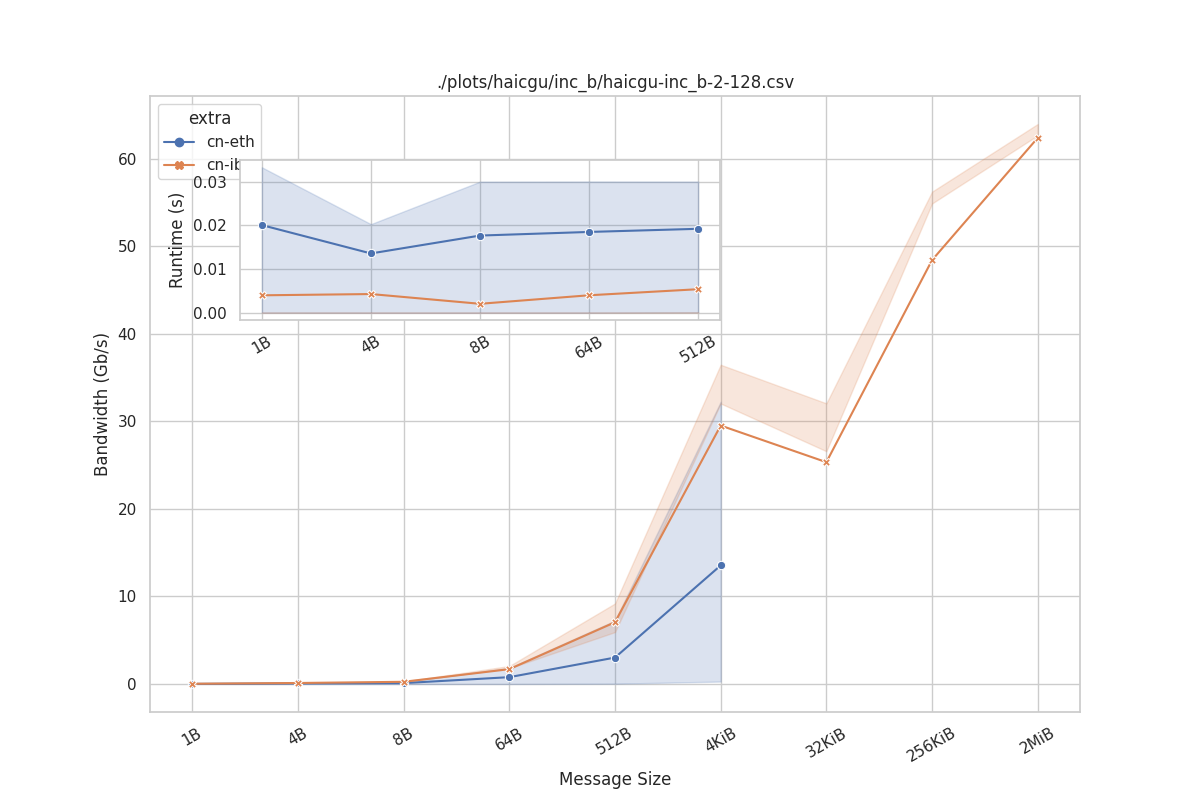 ./plots/haicgu/inc_b/haicgu-inc_b-2-128.csv
extra
cn-eth
cn-ib
Runtime (s)
0.03
0.02
0.01
0.00
1B 4B 8B 64B 512B
Bandwidth (Gb/s)
60
50
40
30
20
10
0
1B 4B 8B 64B 512B 4KiB 32KiB 256KiB 2MiB
Message Size